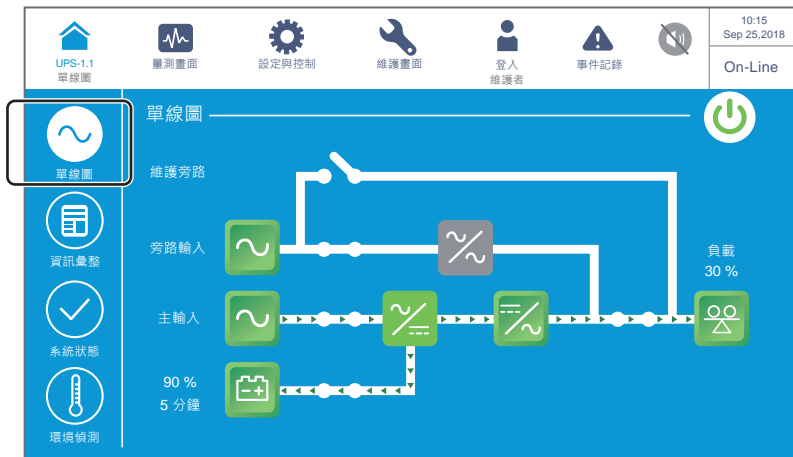 UPS-1.1
單線圖
量測畫面
設定與控制
維護畫面
登入
維護者
事件記錄
10:15
Sep 25,2018
On-Line
單線圖
資訊彙整
系統狀態
環境偵測
單線圖
維護旁路
旁路輸入
主輸入
90 %
5 分鐘
負載
30 %